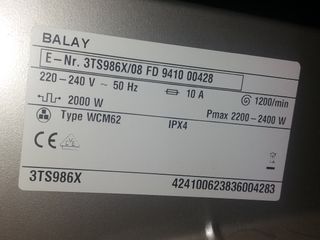 BALAY
E-Nr. 3TS986X/08 FD 9410 00428
220-240 V ~ 50 Hz 10 A 1200/min
2000 W Pmax 2200-2400 W
Type WCM62 IPX4
CE
3TS986X 424100623836004283